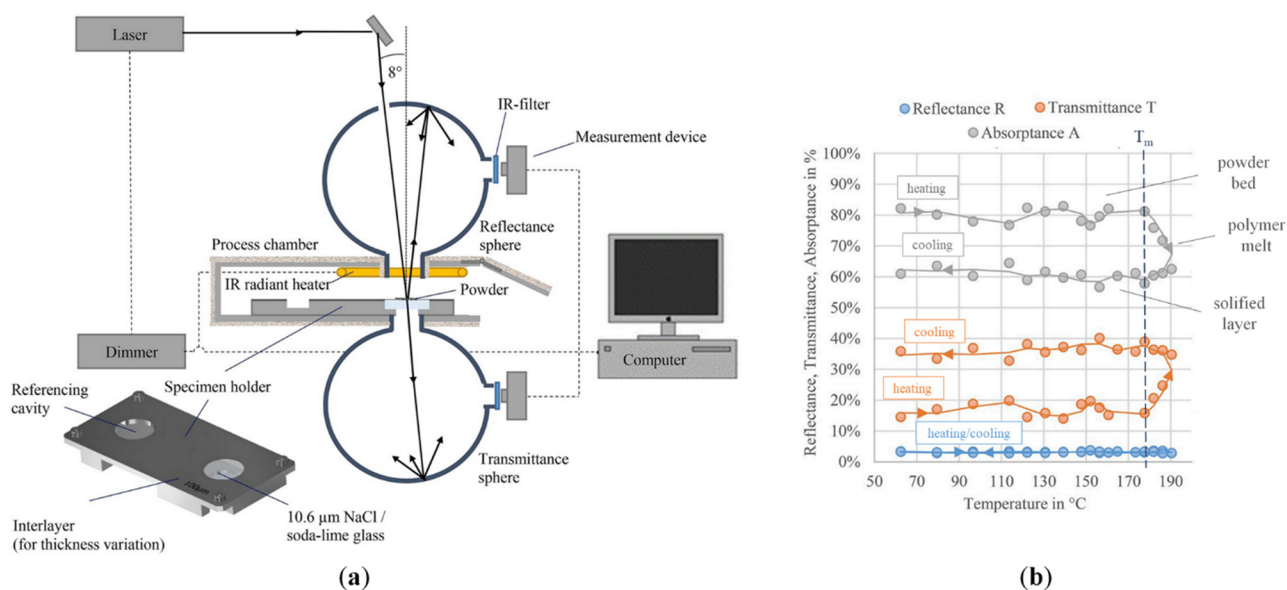 Laser
8°
IR-filter
Measurement device
Process chamber
Reflectance
sphere
IR radiant heater
Powder
Dimmer
Computer
Referencing
cavity
Specimen holder
Transmittance
sphere
100µm
Interlayer
(for thickness variation)
10.6 µm NaCl /
soda-lime glass
(a)
Reflectance R
Transmittance T
Absorptance A
Tm
Reflectance, Transmittance, Absorptance in %
100%
90%
80%
70%
60%
50%
40%
30%
20%
10%
0%
heating
cooling
cooling
heating
heating/cooling
powder
bed
polymer
melt
solified
layer
50
70
90
110
130
150
170
190
Temperature in °C
(b)